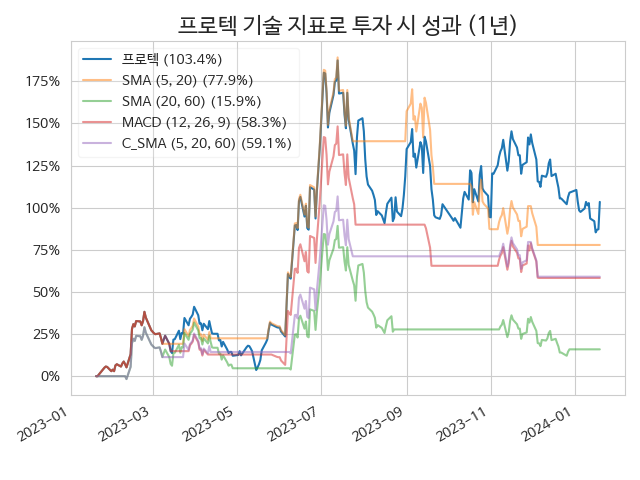 프로텍 기술 지표로 투자 시 성과 (1년)
프로텍 (103.4%)
SMA (5, 20) (77.9%)
SMA (20, 60) (15.9%)
MACD (12, 26, 9) (58.3%)
C_SMA (5, 20, 60) (59.1%)
175%
150%
125%
100%
75%
50%
25%
0%
2023-01
2023-03
2023-05
2023-07
2023-09
2023-11
2024-01